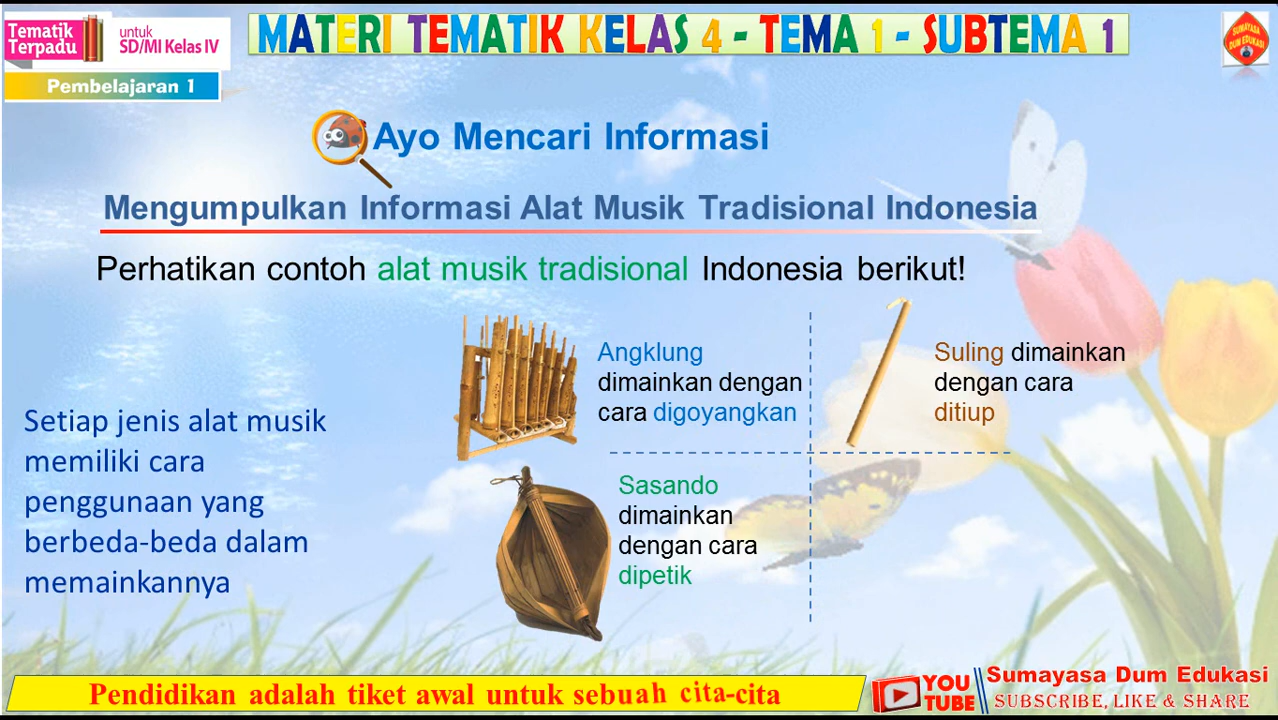 Tematik
Terpadu
untuk
SD/MI Kelas IV
Pembelajaran 1
MATERI TEMATIK KELAS 4 - TEMA 1 - SUBTEMA 1
SUMAYASA
DUM EDUKASI
Ayo Mencari Informasi
Mengumpulkan Informasi Alat Musik Tradisional Indonesia
Perhatikan contoh alat musik tradisional Indonesia berikut!
Setiap jenis alat musik
memiliki cara
penggunaan yang
berbeda-beda dalam
memainkannya
Angklung
dimainkan dengan
cara digoyangkan
Suling dimainkan
dengan cara
ditiup
Sasando
dimainkan
dengan cara
dipetik
Pendidikan adalah tiket awal untuk sebuah cita-cita
YOU
TUBE
Sumayasa Dum Edukasi
SUBSCRIBE, LIKE & SHARE